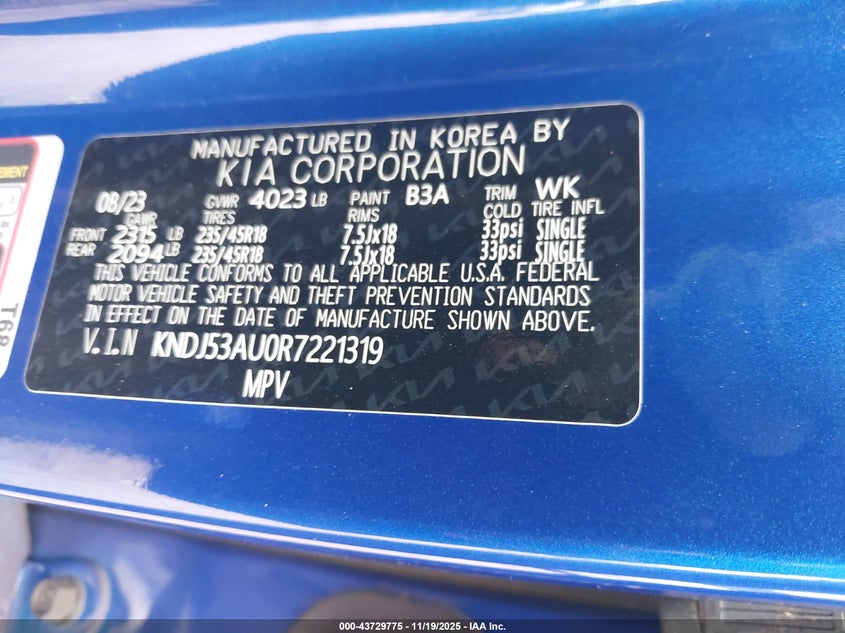 MANUFACTURED IN KOREA BY
KIA CORPORATION
08/23 GVWR 4023 LB PAINT B3A TRIM WK
GAWR TIRES RIMS COLD TIRE INFL
FRONT 2315 LB 235/45R18 7.5Jx18 33psi SINGLE
REAR 2094 LB 235/45R18 7.5Jx18 33psi SINGLE
THIS VEHICLE CONFORMS TO ALL APPLICABLE U.S.A. FEDERAL
MOTOR VEHICLE SAFETY AND THEFT PREVENTION STANDARDS
IN EFFECT ON THE DATE OF MANUFACTURE SHOWN ABOVE.
V.I.N KNDJ53AU0R7221319
MPV
T68
000-43729775 | 11/19/2025 | IAA Inc.